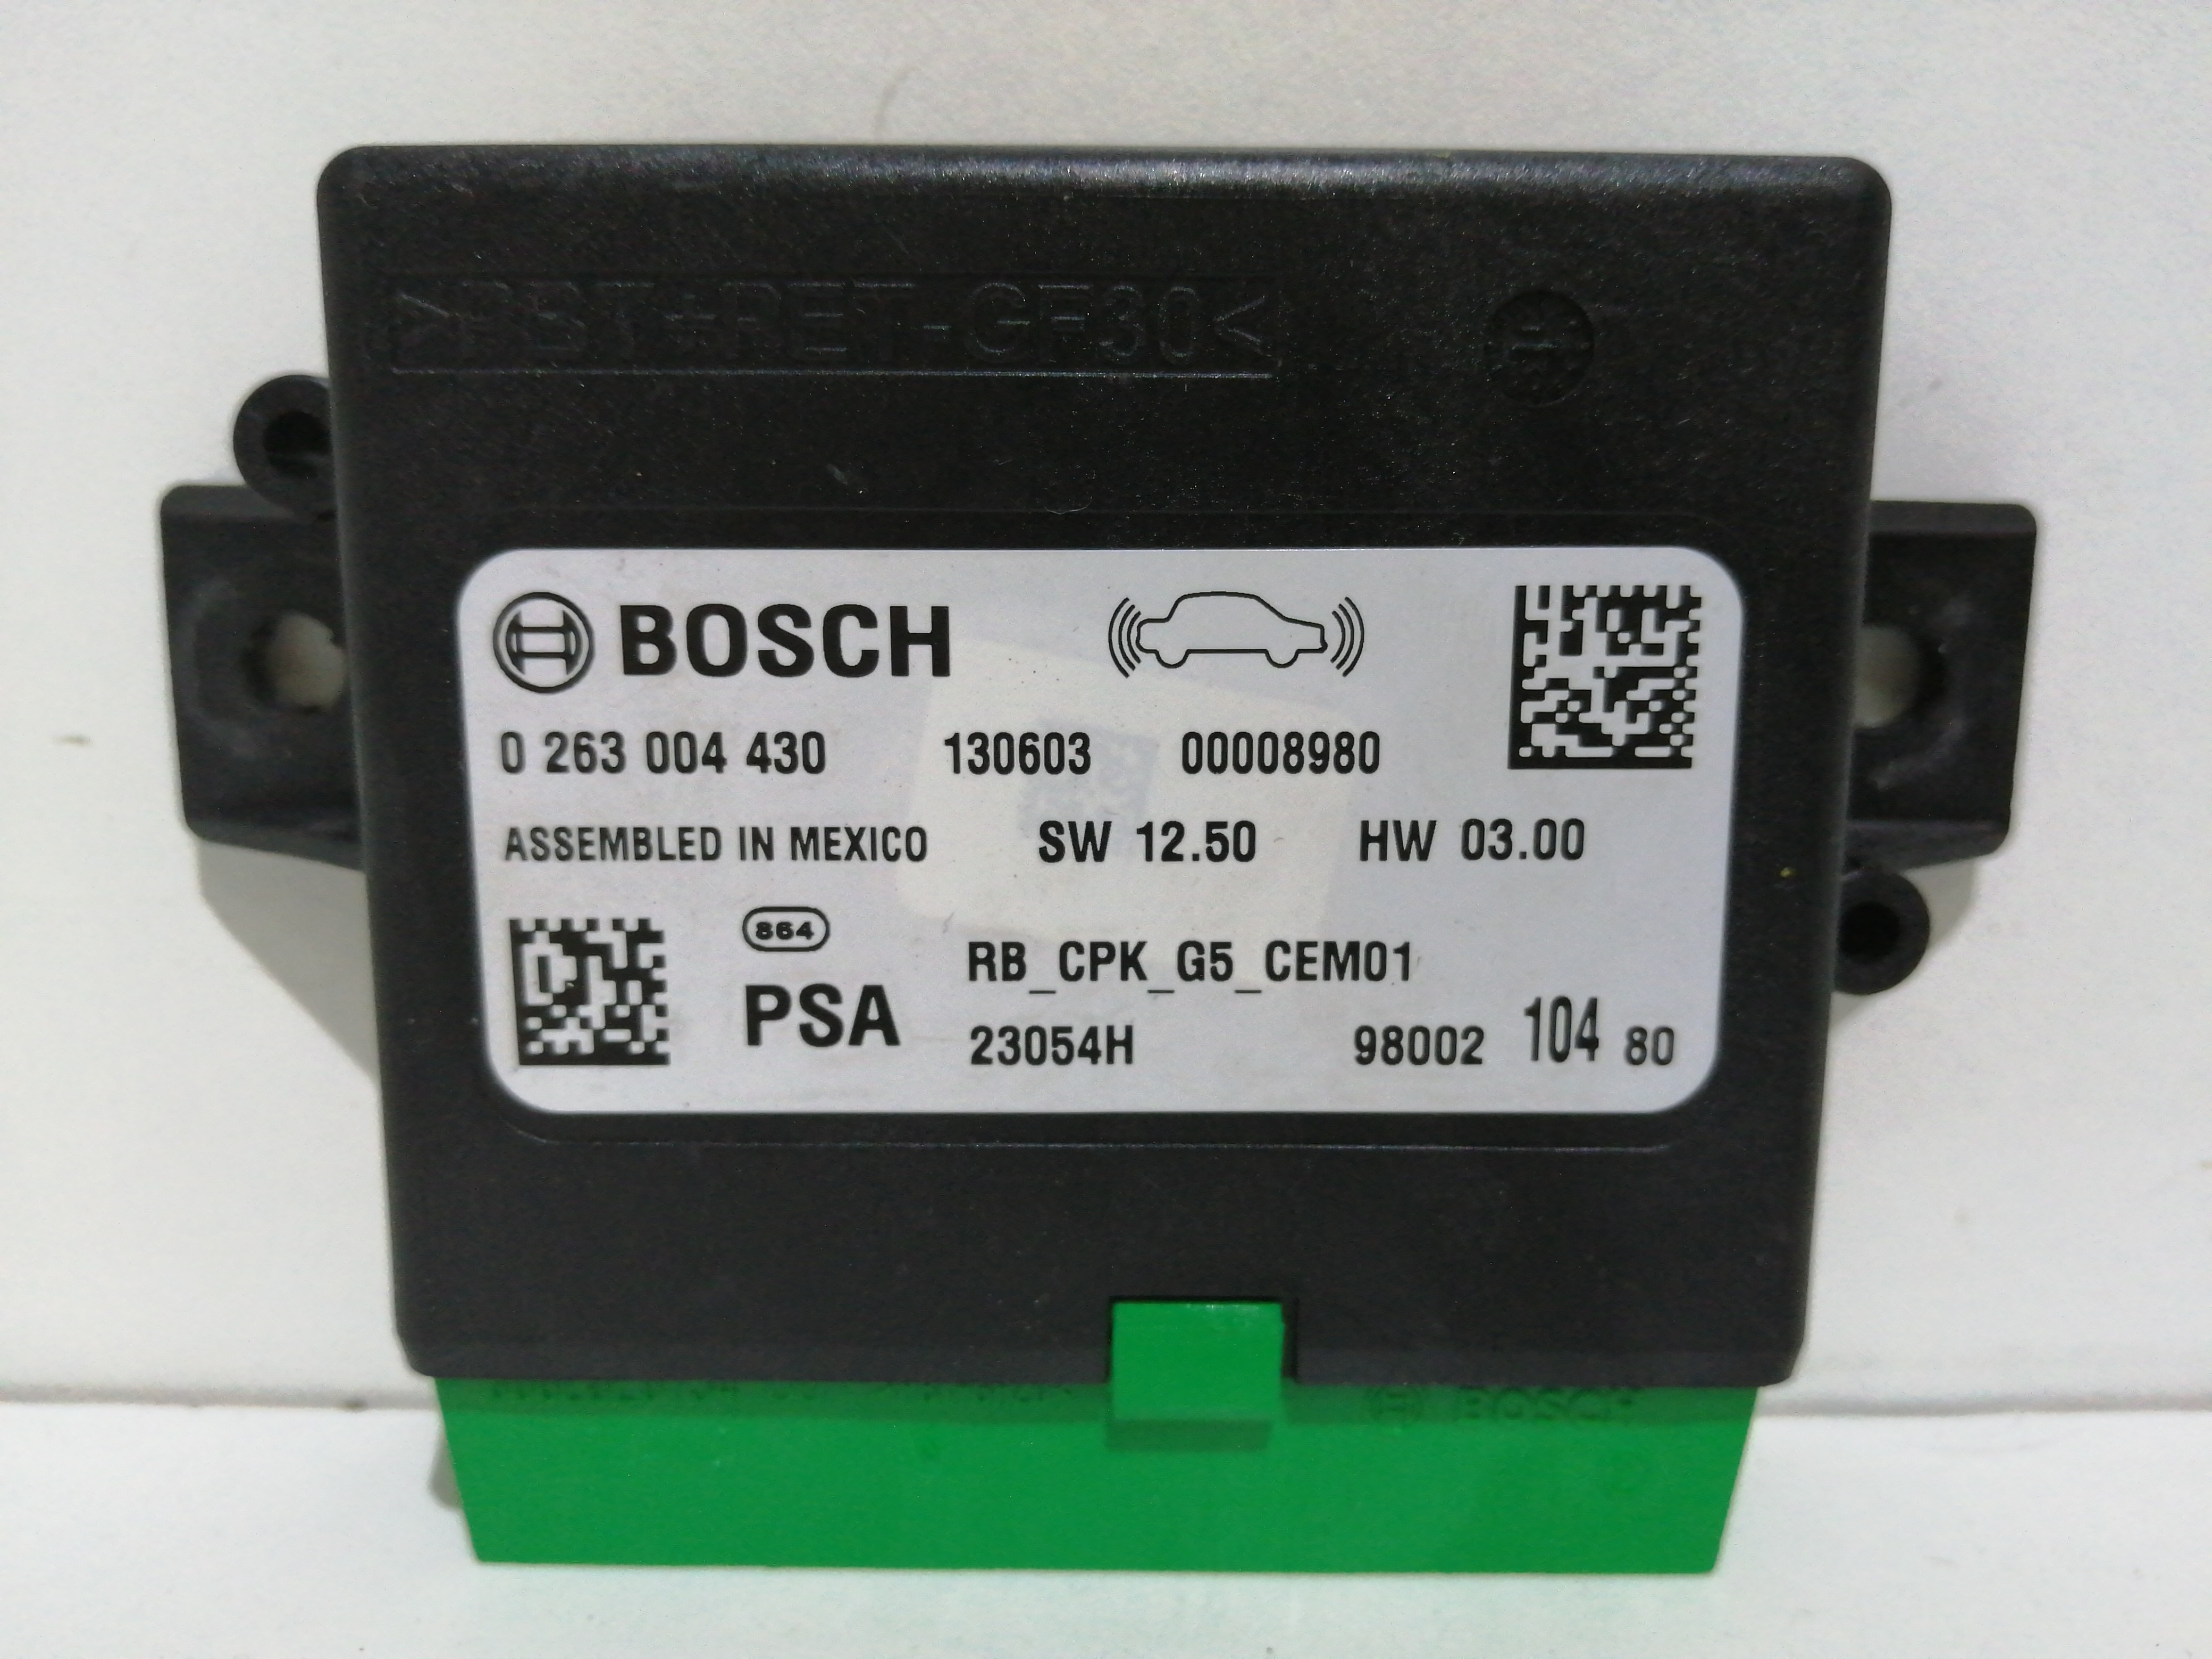 >PBT+PET-GF30<
BOSCH
0 263 004 430 130603 00008980
ASSEMBLED IN MEXICO SW 12.50 HW 03.00
864
PSA RB_CPK_G5_CEM01
23054H 98002 104 80
BOSCH